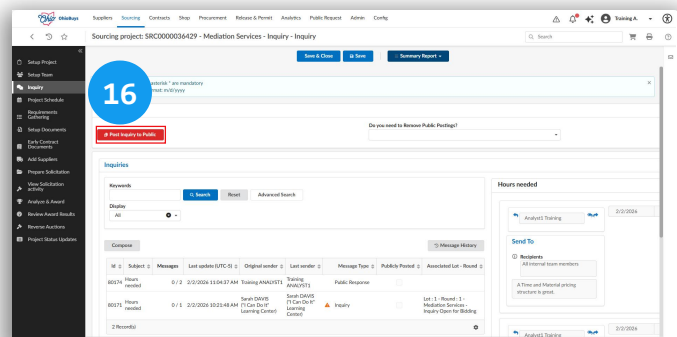 OhioBuys
Suppliers Sourcing Contracts Shop Procurement Release & Permit Analytics Public Request Admin Config
Training A.
Sourcing project: SRC0000036429 - Mediation Services - Inquiry - Inquiry
Search
Save & Close Save Summary Report
Setup Project
Setup Team
Inquiry
Project Schedule
Requirements Gathering
Setup Documents
Early Contract Documents
Add Suppliers
Prepare Solicitation
View Solicitation activity
Analyze & Award
Review Award Results
Reverse Auctions
Project Status Updates
asterisk * are mandatory
rmat: m/d/yyyy
16
Post Inquiry to Public
Do you need to Remove Public Postings?
Inquiries
Keywords
Search Reset Advanced Search
Display
All
Compose Message History
Id Subject Messages Last update (UTC-5) Original sender Last sender Message Type Publicly Posted Associated Lot - Round
80174 Hours needed 0 / 2 2/2/2026 11:04:37 AM Training ANALYST1 Training ANALYST1 Public Response
80171 Hours needed 0 / 1 2/2/2026 10:21:48 AM Sarah DAVIS ("I Can Do It" Learning Center) Sarah DAVIS ("I Can Do It" Learning Center) Inquiry Lot : 1 - Round : 1 - Mediation Services - Inquiry Open for Bidding
2 Record(s)
Hours needed
Analyst1 Training
2/2/2026
Send To
Recipients
All internal team members
A Time and Material pricing structure is great.
Analyst1 Training
2/2/2026